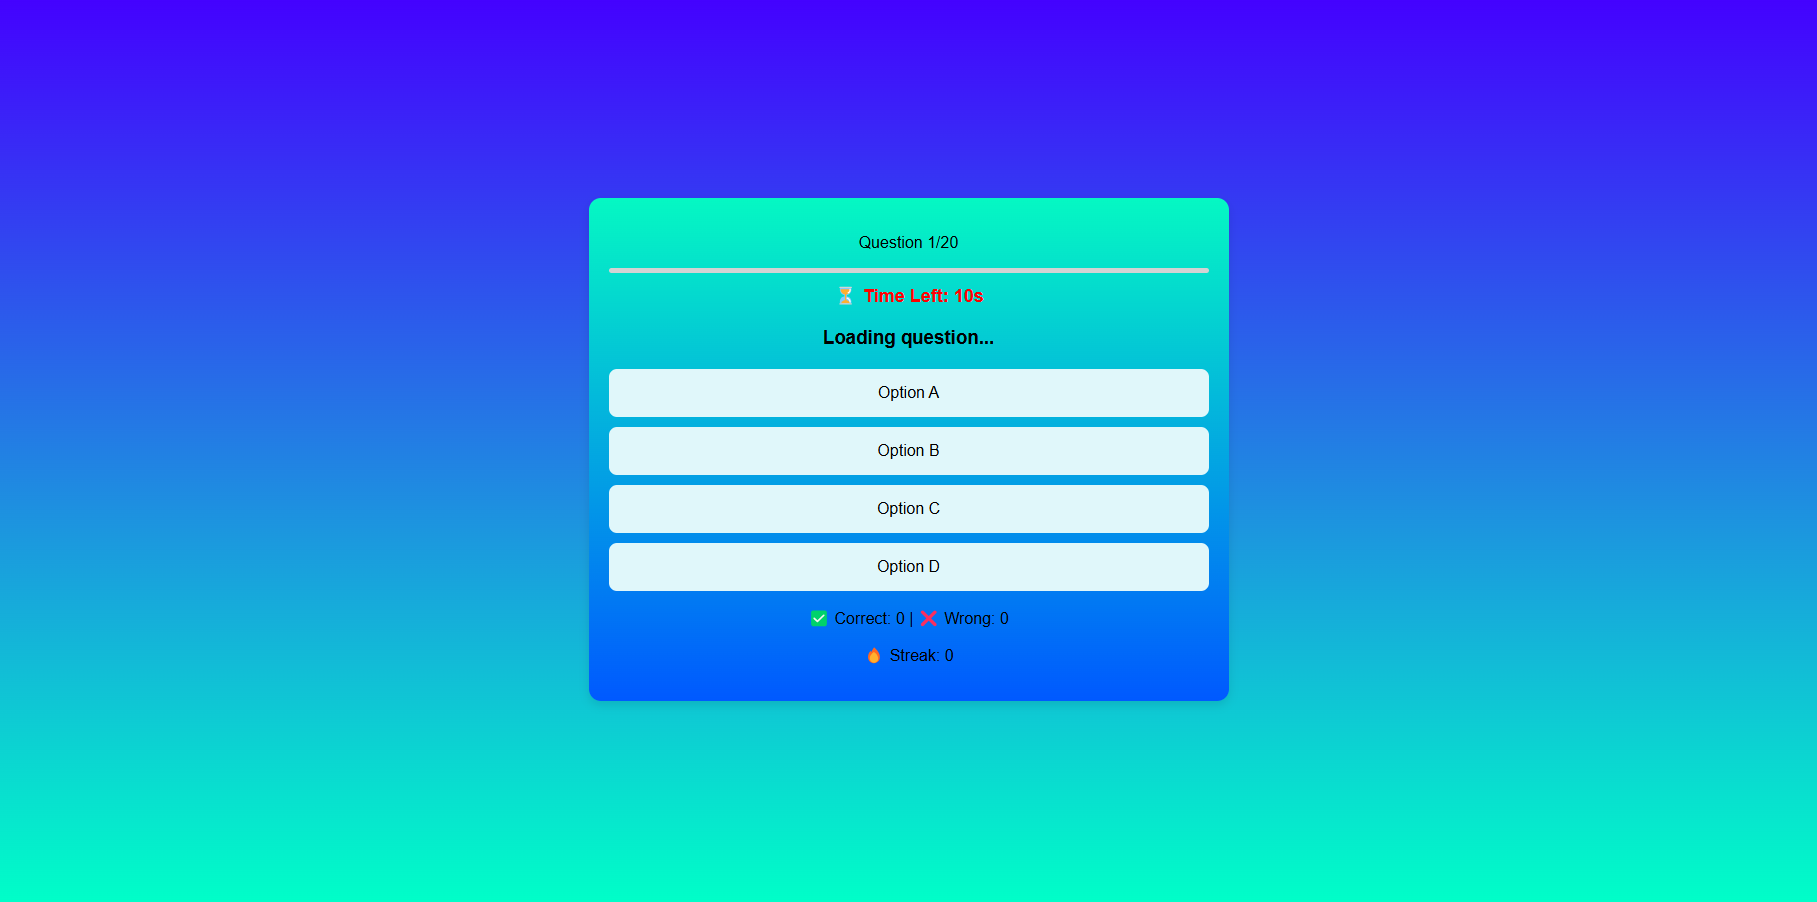 Question 1/20
⏳ Time Left: 10s
Loading question...
Option A
Option B
Option C
Option D
✅ Correct: 0 | ❌ Wrong: 0
🔥 Streak: 0